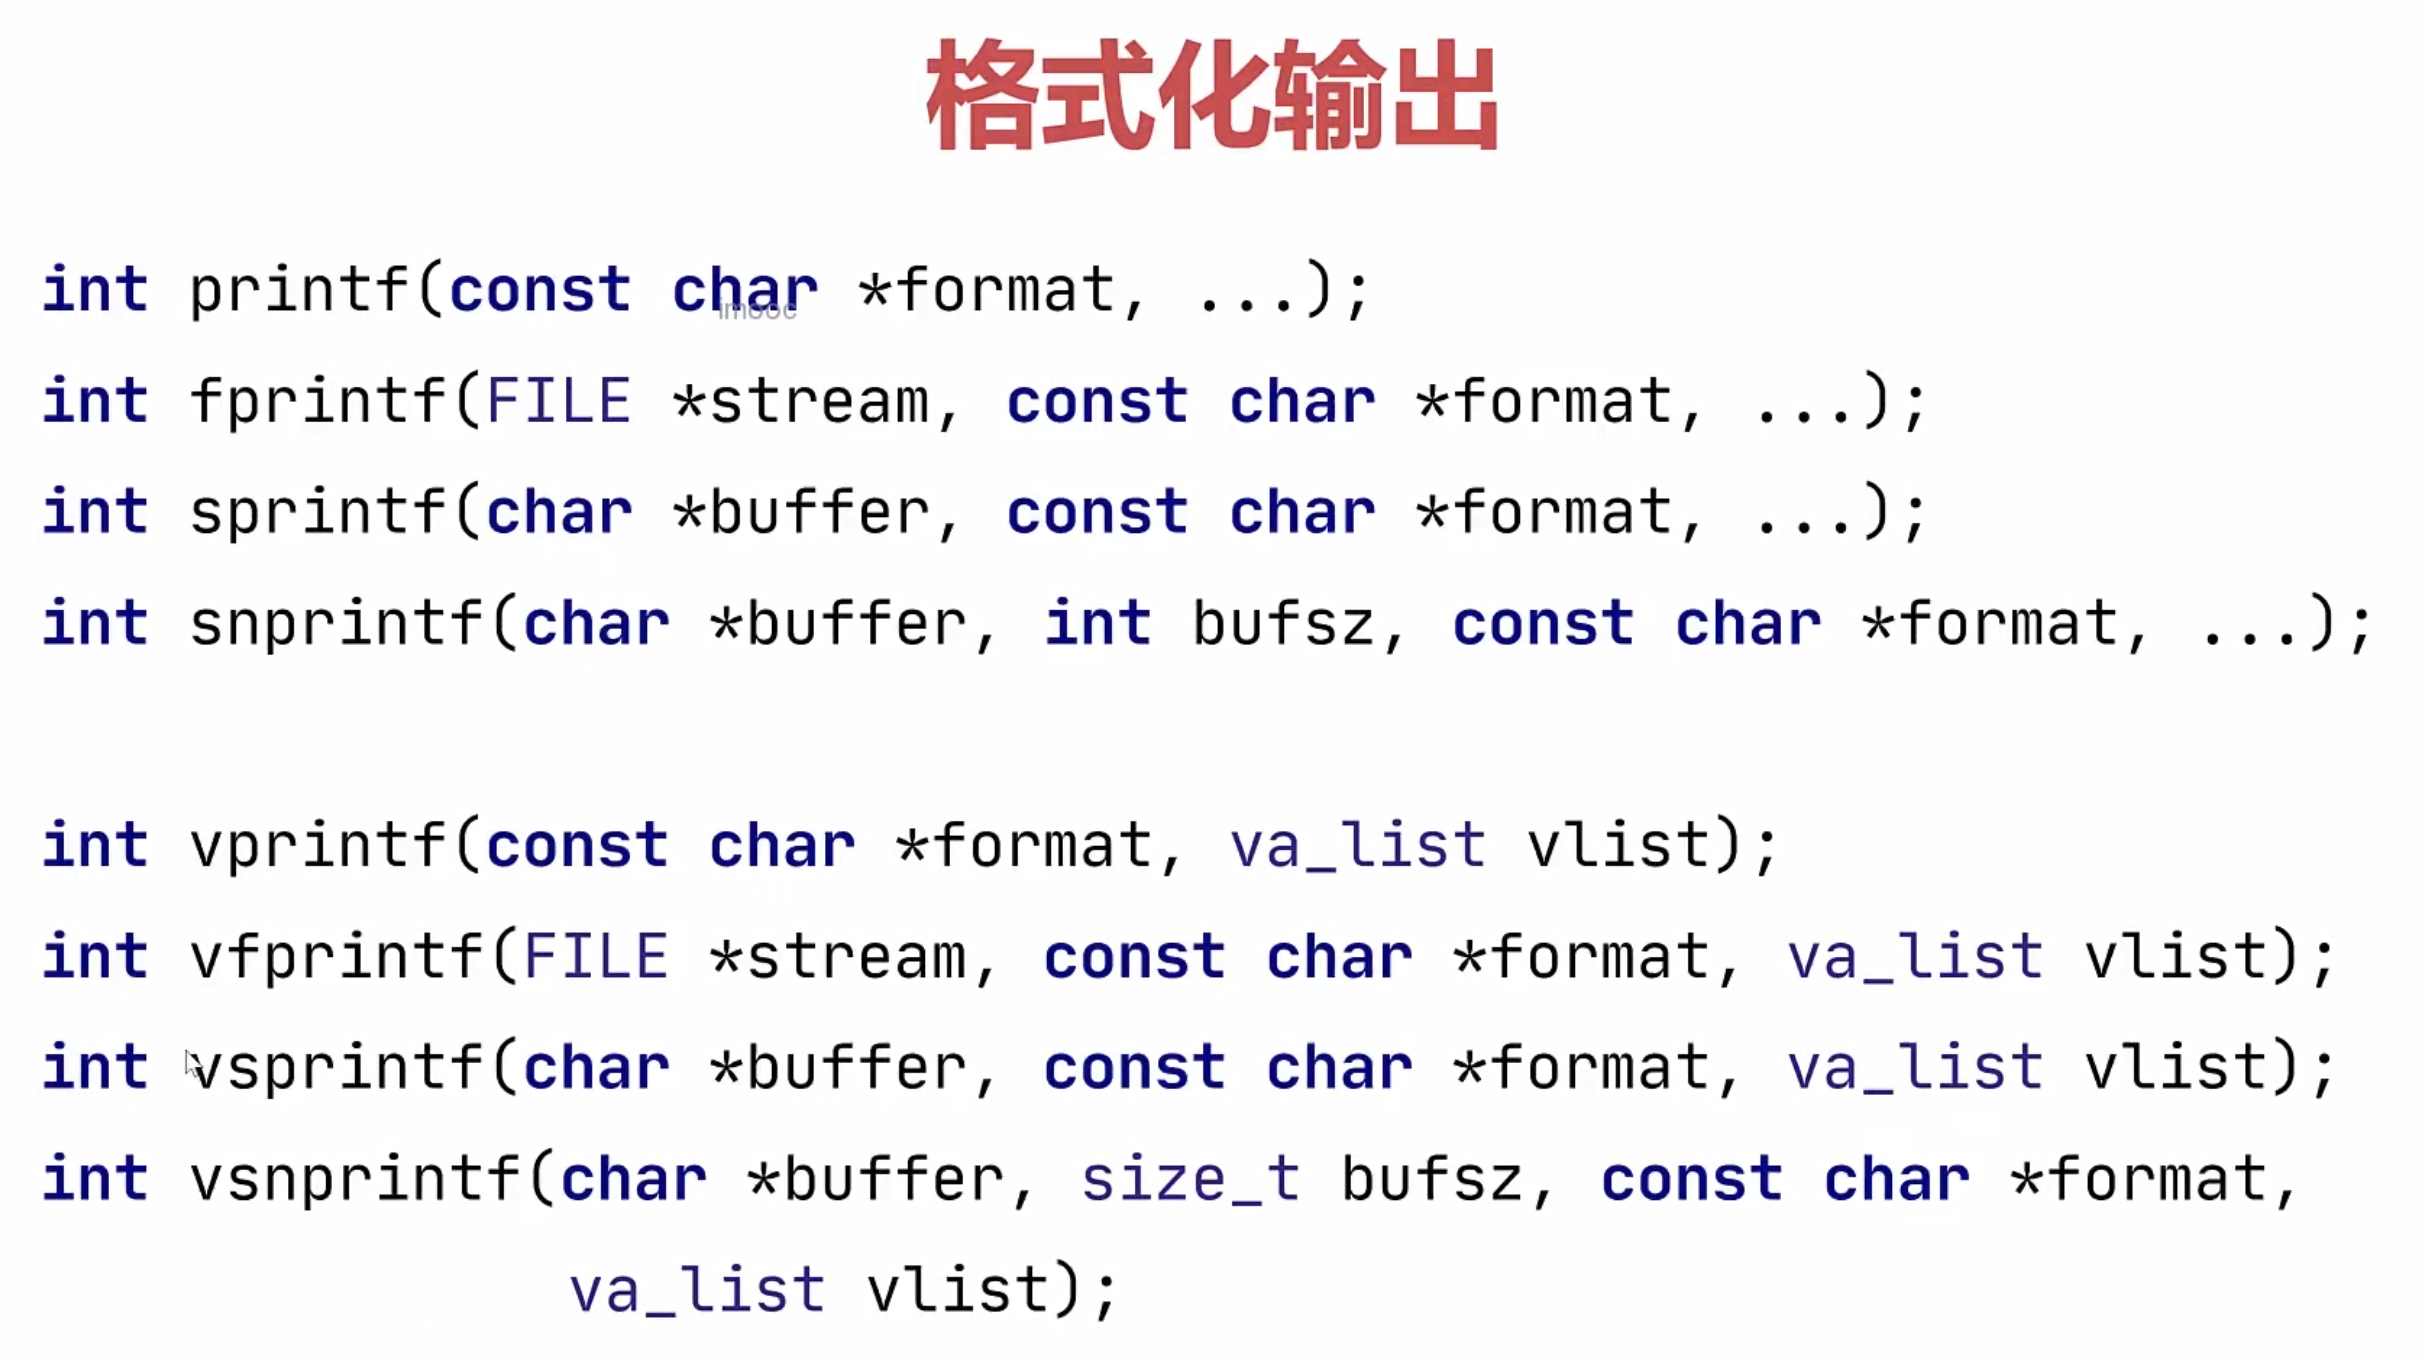 格式化输出
int printf(const char *format, ...);
imooc
int fprintf(FILE *stream, const char *format, ...);
int sprintf(char *buffer, const char *format, ...);
int snprintf(char *buffer, int bufsz, const char *format, ...);
int vprintf(const char *format, va_list vlist);
int vfprintf(FILE *stream, const char *format, va_list vlist);
int vsprintf(char *buffer, const char *format, va_list vlist);
int vsnprintf(char *buffer, size_t bufsz, const char *format,
va_list vlist);